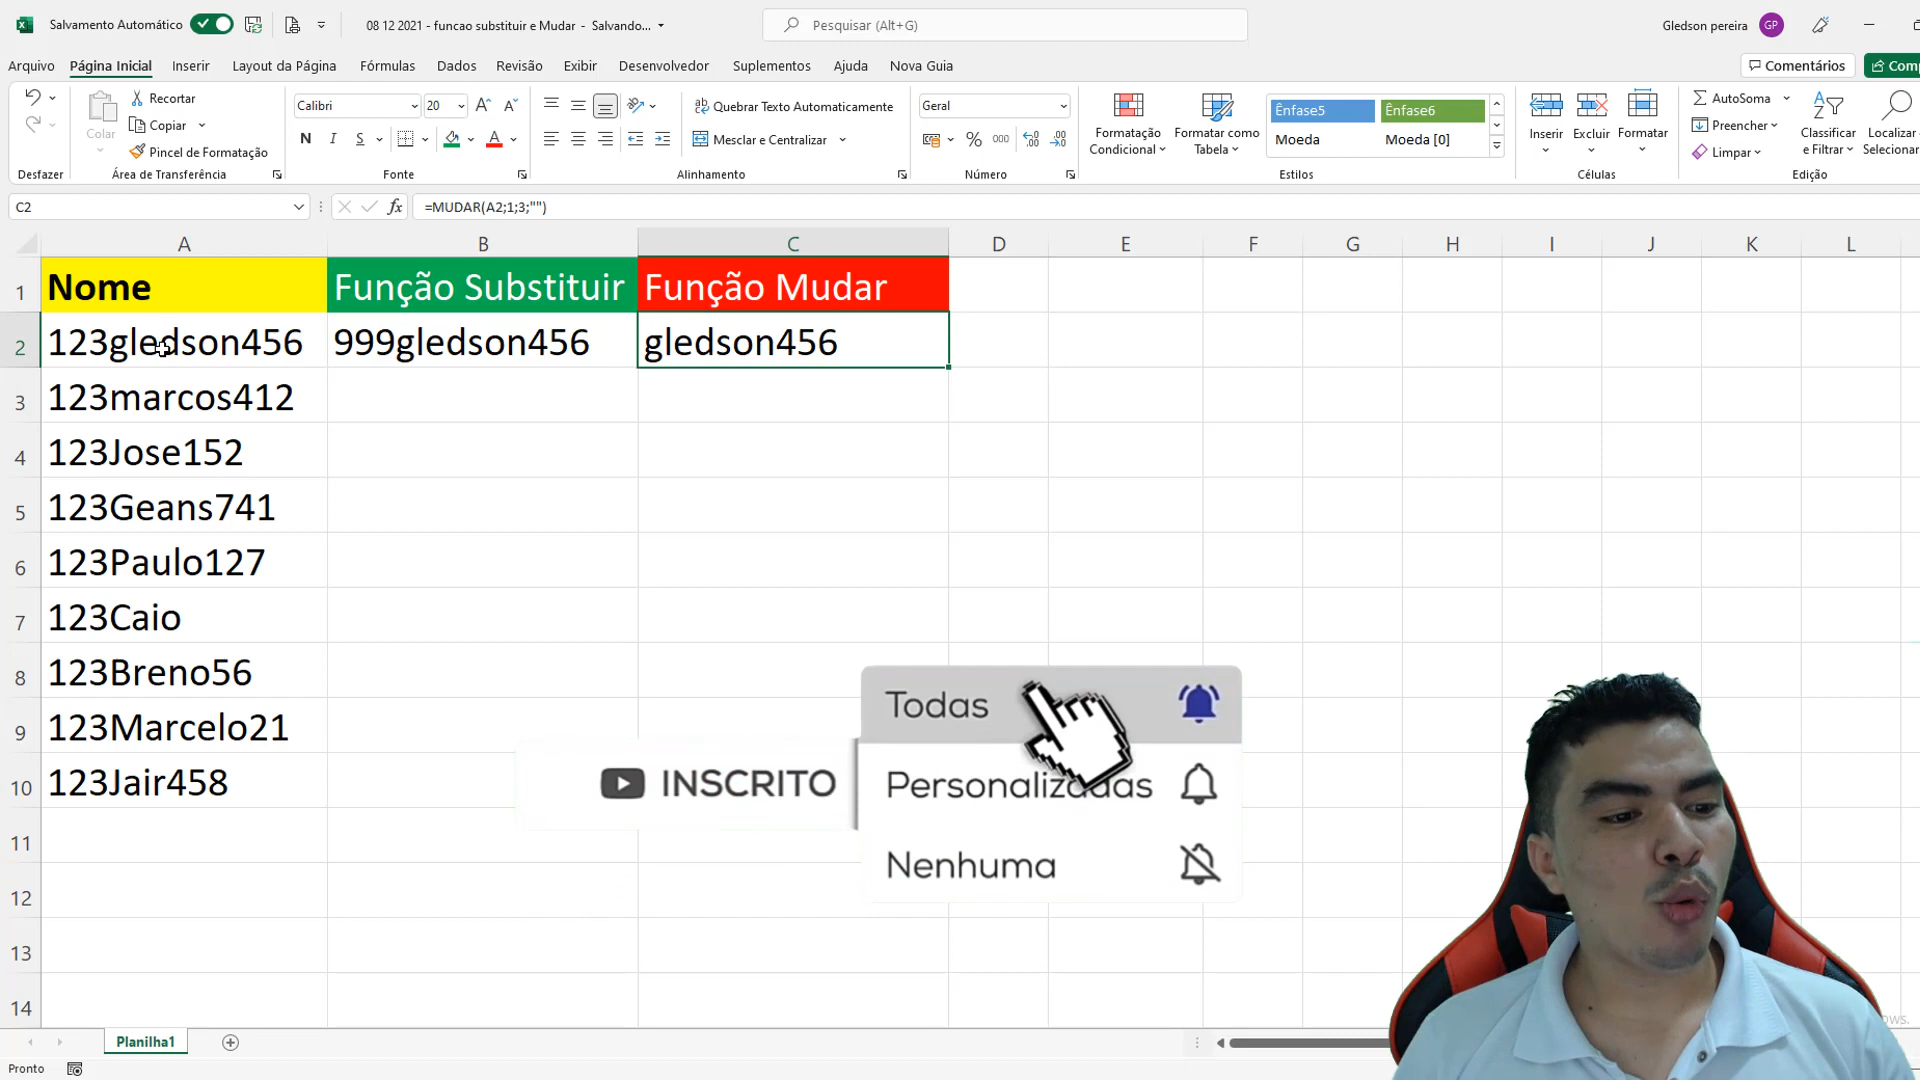 Salvamento Automático
08 12 2021 - funcao substituir e Mudar - Salvando...
Pesquisar (Alt+G)
Gledson pereira GP
Arquivo Página Inicial Inserir Layout da Página Fórmulas Dados Revisão Exibir Desenvolvedor Suplementos Ajuda Nova Guia
Comentários
Comp
Colar
Recortar
Copiar
Pincel de Formatação
Calibri 20
N I S A
Quebrar Texto Automaticamente
Mesclar e Centralizar
Geral
% 000
Formatação Condicional
Formatar como Tabela
Ênfase5 Ênfase6
Moeda Moeda [0]
Inserir Excluir Formatar
AutoSoma
Preencher
Limpar
Classificar e Filtrar
Localizar
Selecionar
Desfazer Área de Transferência Fonte Alinhamento Número Estilos Células Edição
C2 fx =MUDAR(A2;1;3;"")
A B C D E F G H I J K L
1 Nome Função Substituir Função Mudar
2 123gledson456 999gledson456 gledson456
3 123marcos412
4 123Jose152
5 123Geans741
6 123Paulo127
7 123Caio
8 123Breno56
9 123Marcelo21
10 123Jair458
11
12
13
14
Todas
INSCRITO
Personalizadas
Nenhuma
Planilha1
Pronto